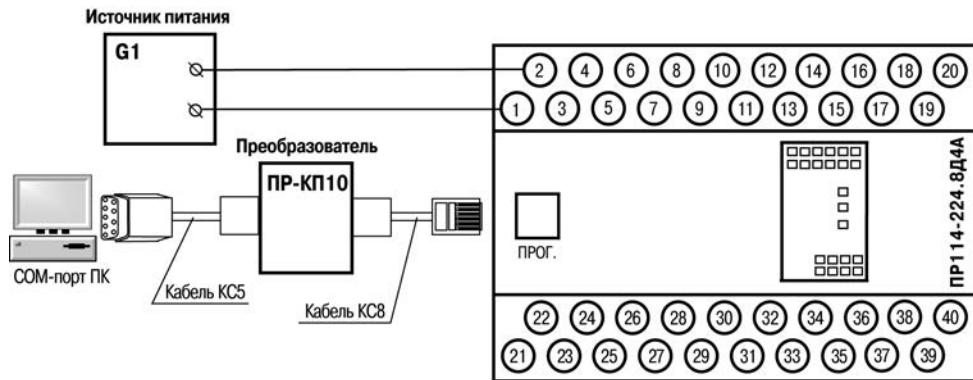 Источник питания
G1
2 4 6 8 10 12 14 16 18 20
1 3 5 7 9 11 13 15 17 19
Преобразователь
ПР-КП10
ПРОГ.
ПР114-224.8Д4А
COM-порт ПК
Кабель КС5
Кабель КС8
22 24 26 28 30 32 34 36 38 40
21 23 25 27 29 31 33 35 37 39